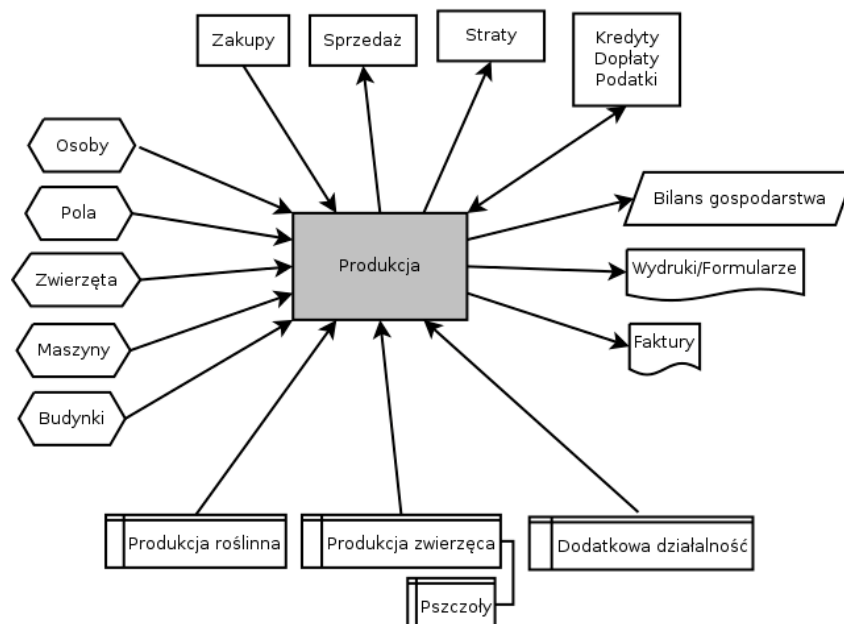 Zakupy
Sprzedaż
Straty
Kredyty
Dopłaty
Podatki
Osoby
Pola
Zwierzęta
Maszyny
Budynki
Produkcja
Bilans gospodarstwa
Wydruki/Formularze
Faktury
Produkcja roślinna
Produkcja zwierzęca
Dodatkowa działalność
Pszczoły